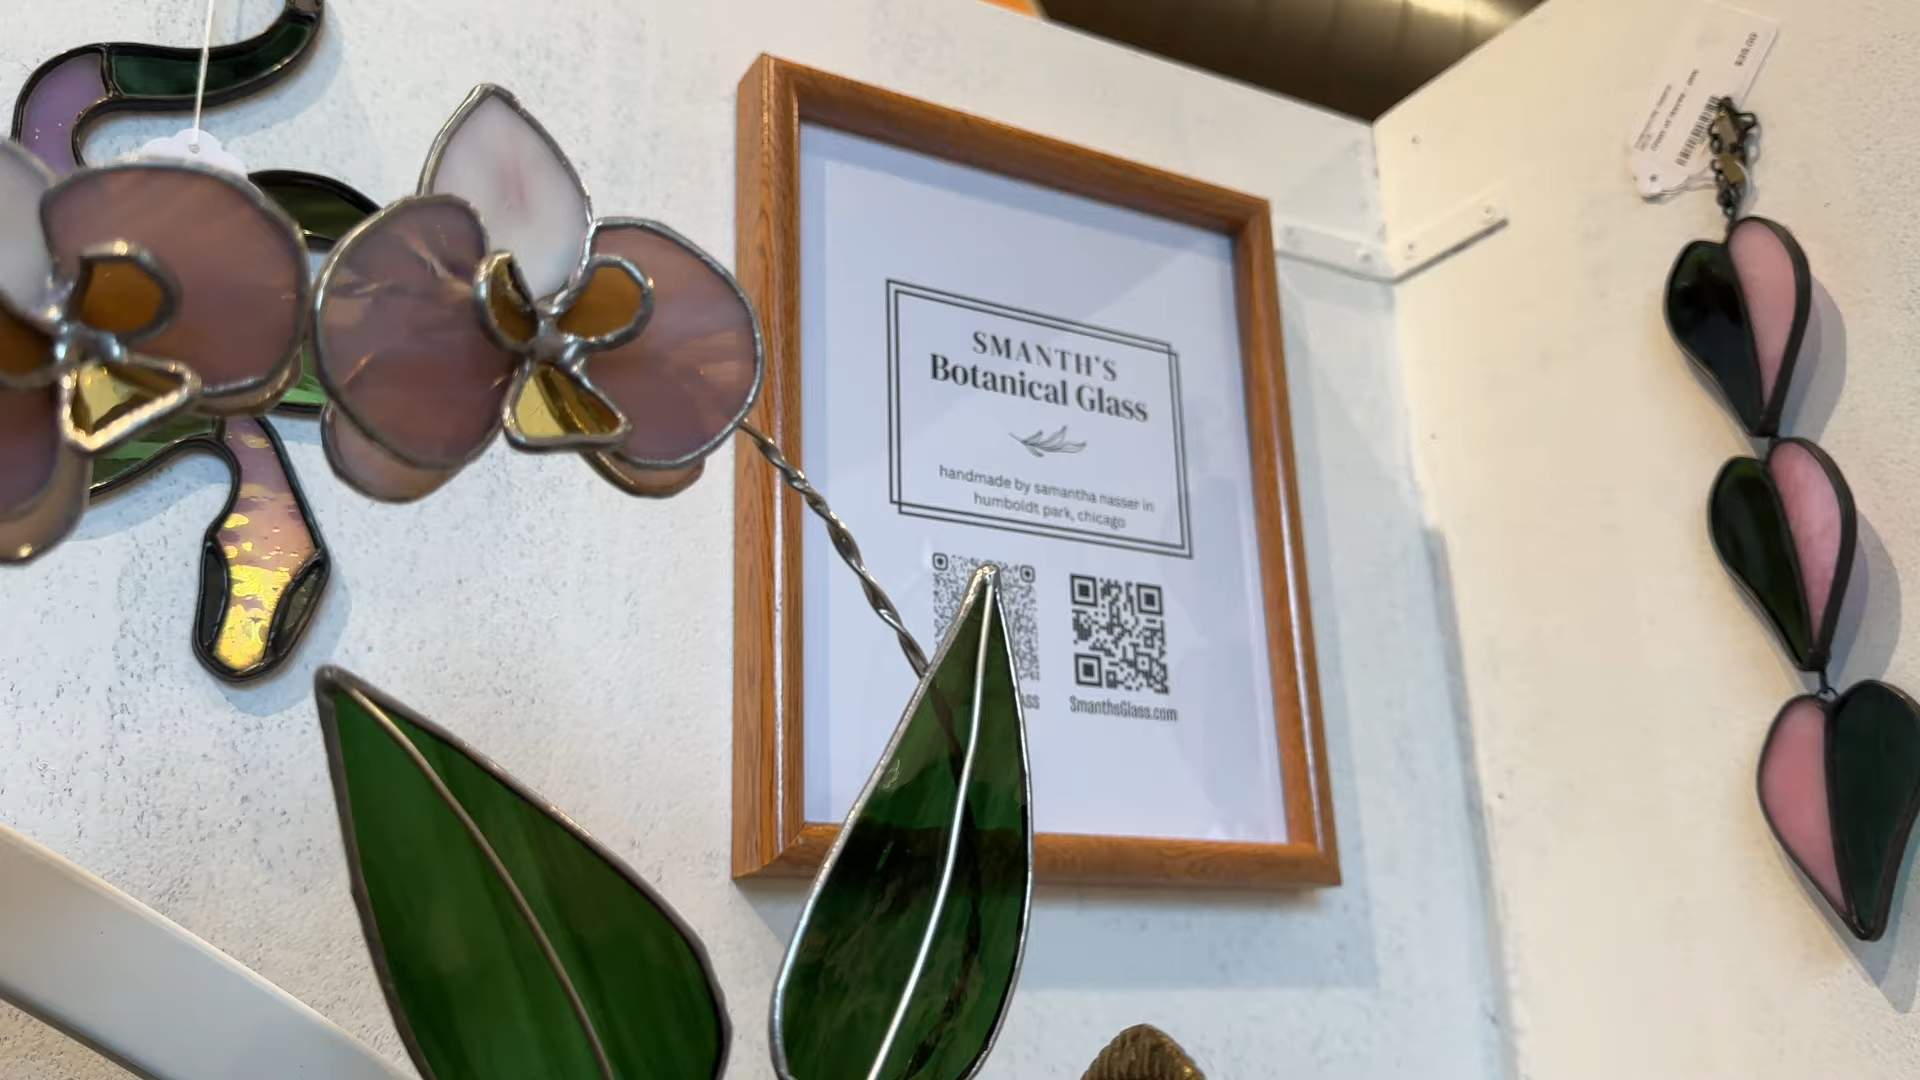 SMANTH'S
Botanical Glass
handmade by samantha nasser in
humboldt park, chicago
SmanthsGlass.com